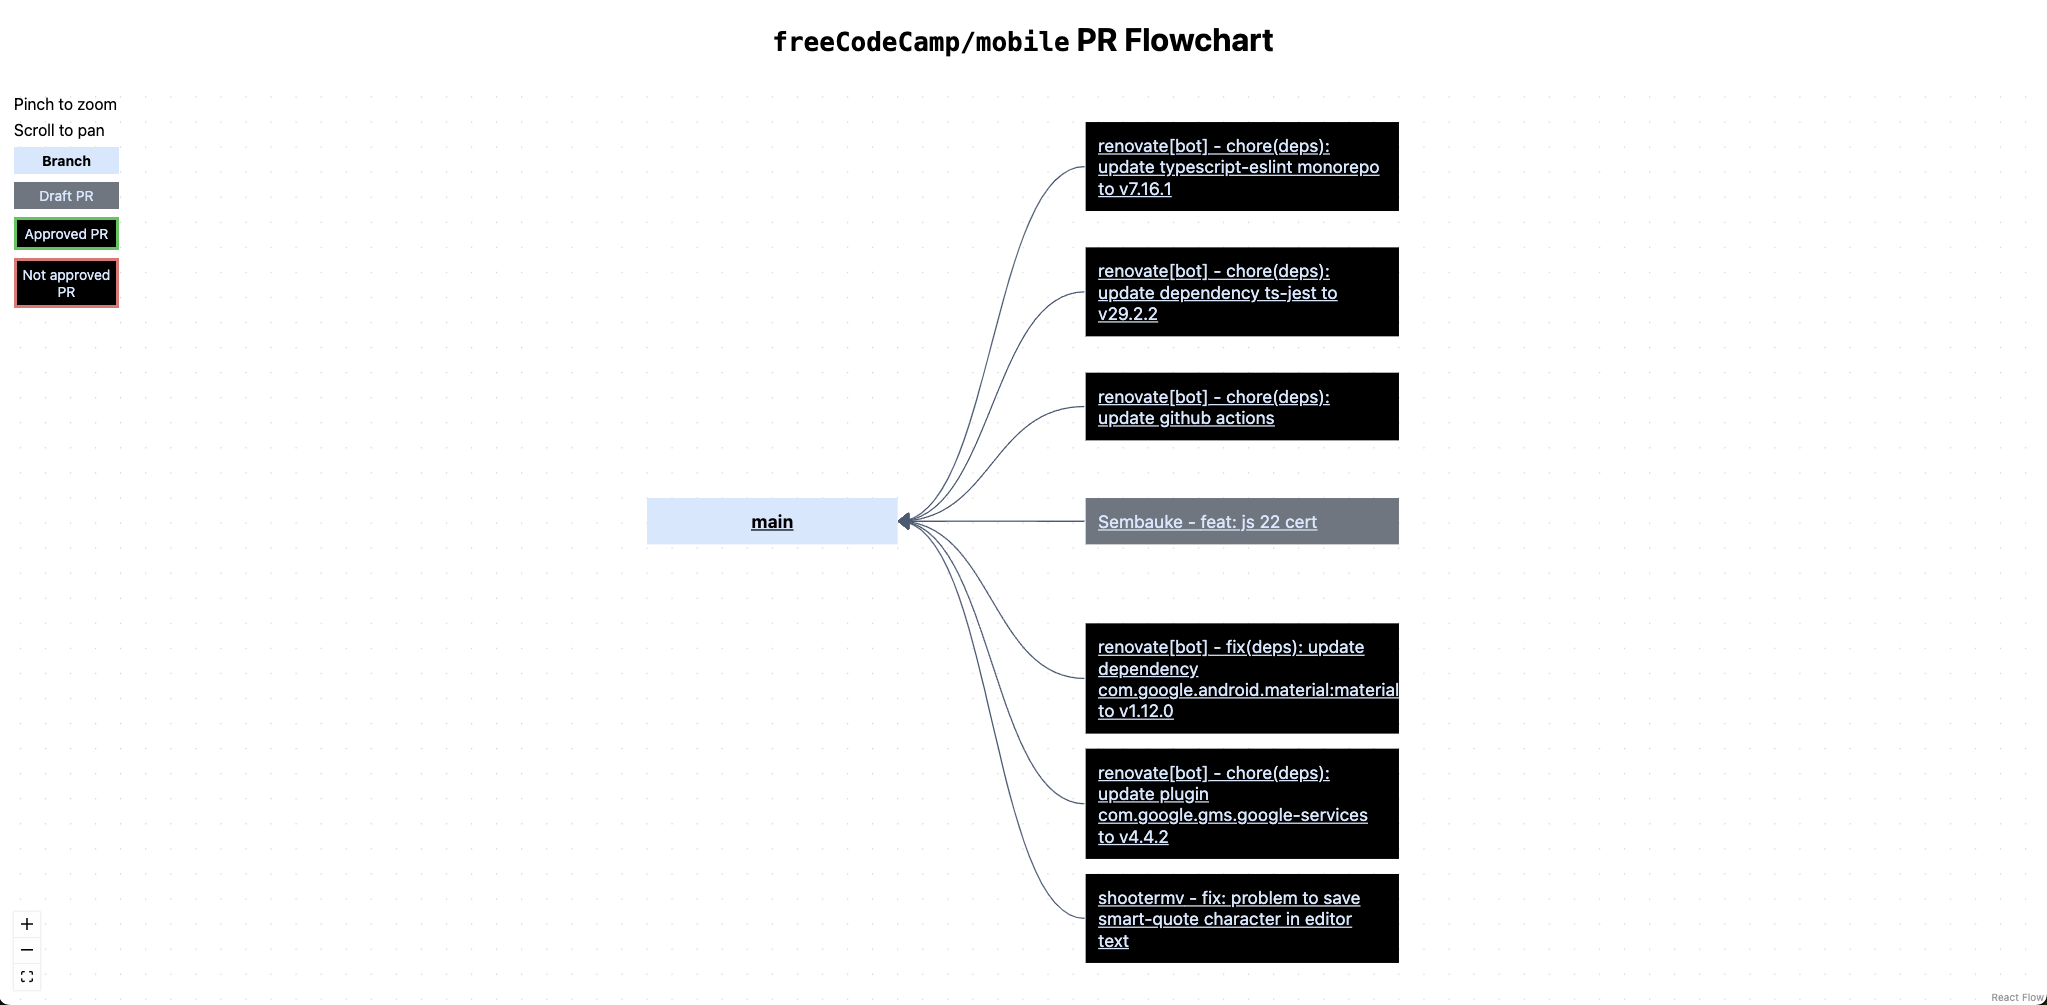 freeCodeCamp/mobile PR Flowchart
Pinch to zoom
Scroll to pan
Branch
Draft PR
Approved PR
Not approved
PR
renovate[bot] - chore(deps):
update typescript-eslint monorepo
to v7.16.1
renovate[bot] - chore(deps):
update dependency ts-jest to
v29.2.2
renovate[bot] - chore(deps):
update github actions
main
Sembauke - feat: js 22 cert
renovate[bot] - fix(deps): update
dependency
com.google.android.material:material
to v1.12.0
renovate[bot] - chore(deps):
update plugin
com.google.gms.google-services
to v4.4.2
shootermv - fix: problem to save
smart-quote character in editor
text
React Flow